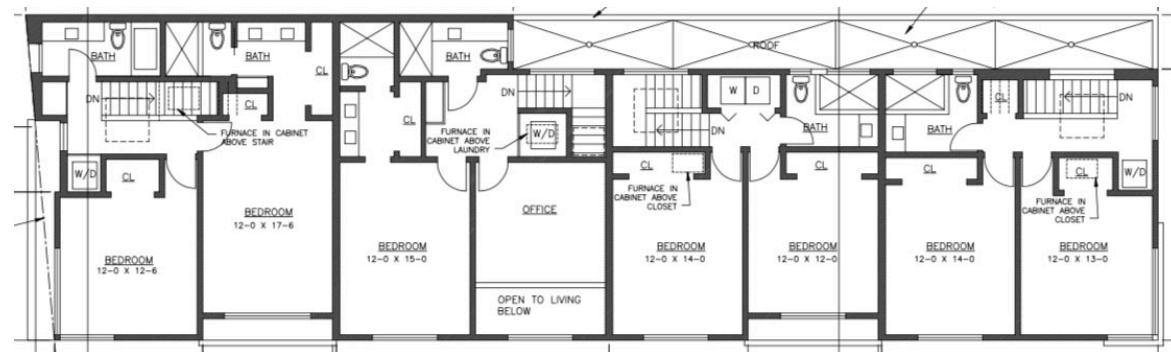 BATH
BATH
CL
DN
CL
FURNACE IN CABINET
ABOVE STAIR
W/D
CL
BEDROOM
12-0 X 12-6
BEDROOM
12-0 X 17-6
BATH
CL
DN
FURNACE IN
CABINET ABOVE
LAUNDRY
W/D
BEDROOM
12-0 X 15-0
OFFICE
OPEN TO LIVING
BELOW
ROOF
DN
W D
BATH
CL
FURNACE IN
CABINET ABOVE
CLOSET
CL
BEDROOM
12-0 X 14-0
BEDROOM
12-0 X 12-0
BATH
CL
DN
CL
CL
W/D
FURNACE IN
CABINET ABOVE
CLOSET
BEDROOM
12-0 X 14-0
BEDROOM
12-0 X 13-0